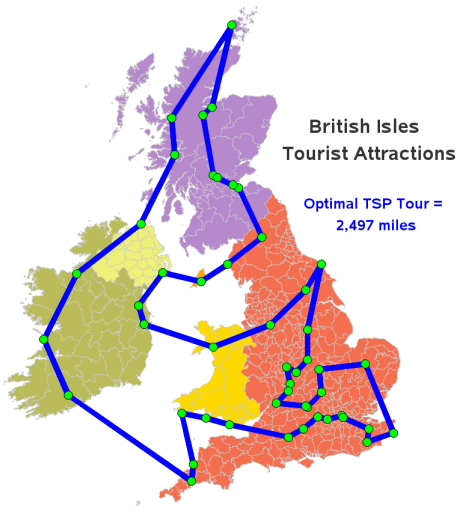 British Isles
Tourist Attractions
Optimal TSP Tour =
2,497 miles